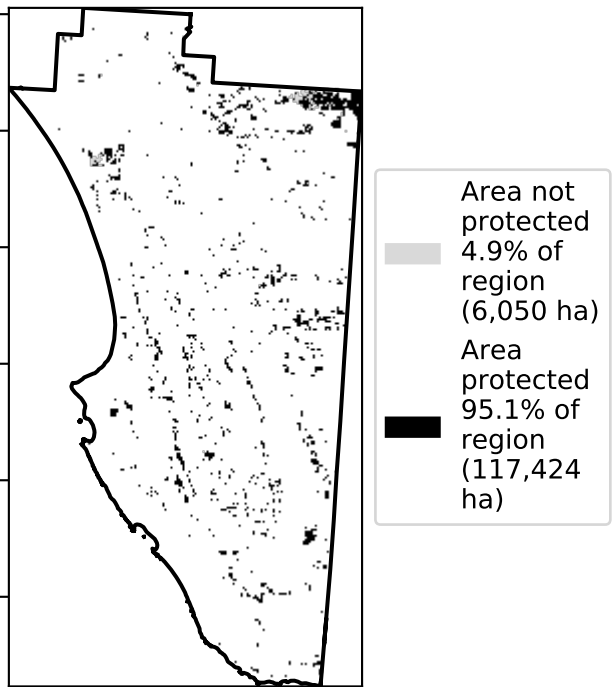 Area not
protected
4.9% of
region
(6,050 ha)
Area
protected
95.1% of
region
(117,424
ha)